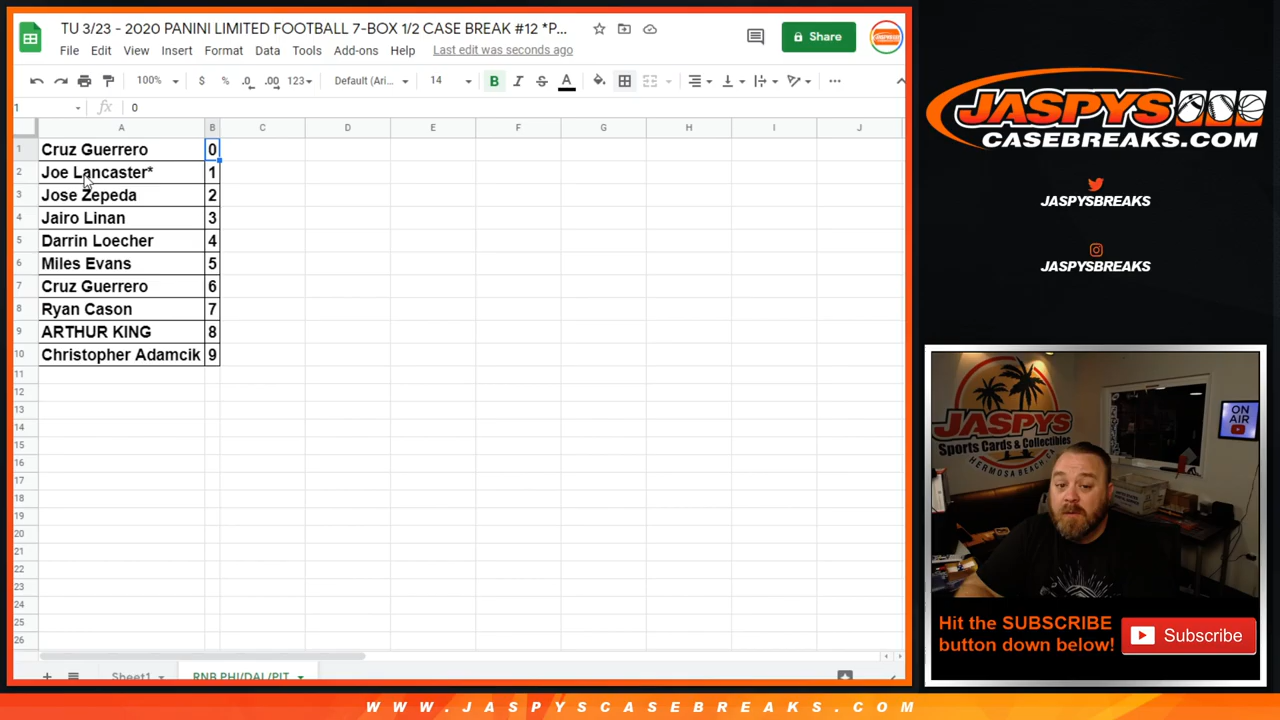 TU 3/23 - 2020 PANINI LIMITED FOOTBALL 7-BOX 1/2 CASE BREAK #12 *P...
File Edit View Insert Format Data Tools Add-ons Help Last edit was seconds ago
Share
100% $ % .0 .00 123 Default (Ari... 14 B I S A
1 fx 0
A B C D E F G H I J
1 Cruz Guerrero 0
2 Joe Lancaster* 1
3 Jose Zepeda 2
4 Jairo Linan 3
5 Darrin Loecher 4
6 Miles Evans 5
7 Cruz Guerrero 6
8 Ryan Cason 7
9 ARTHUR KING 8
10 Christopher Adamcik 9
11
12
13
14
15
16
17
18
19
20
21
22
23
24
25
26
Sheet1 RNB PHI/DAL/PIT
JASPYS
CASEBREAKS.COM
JASPYSBREAKS
JASPYSBREAKS
JASPYS
Sports Cards & Collectibles
HERMOSA BEACH, CA
ON
AIR
Hit the SUBSCRIBE
button down below!
Subscribe
WWW.JASPYSCASEBREAKS.COM